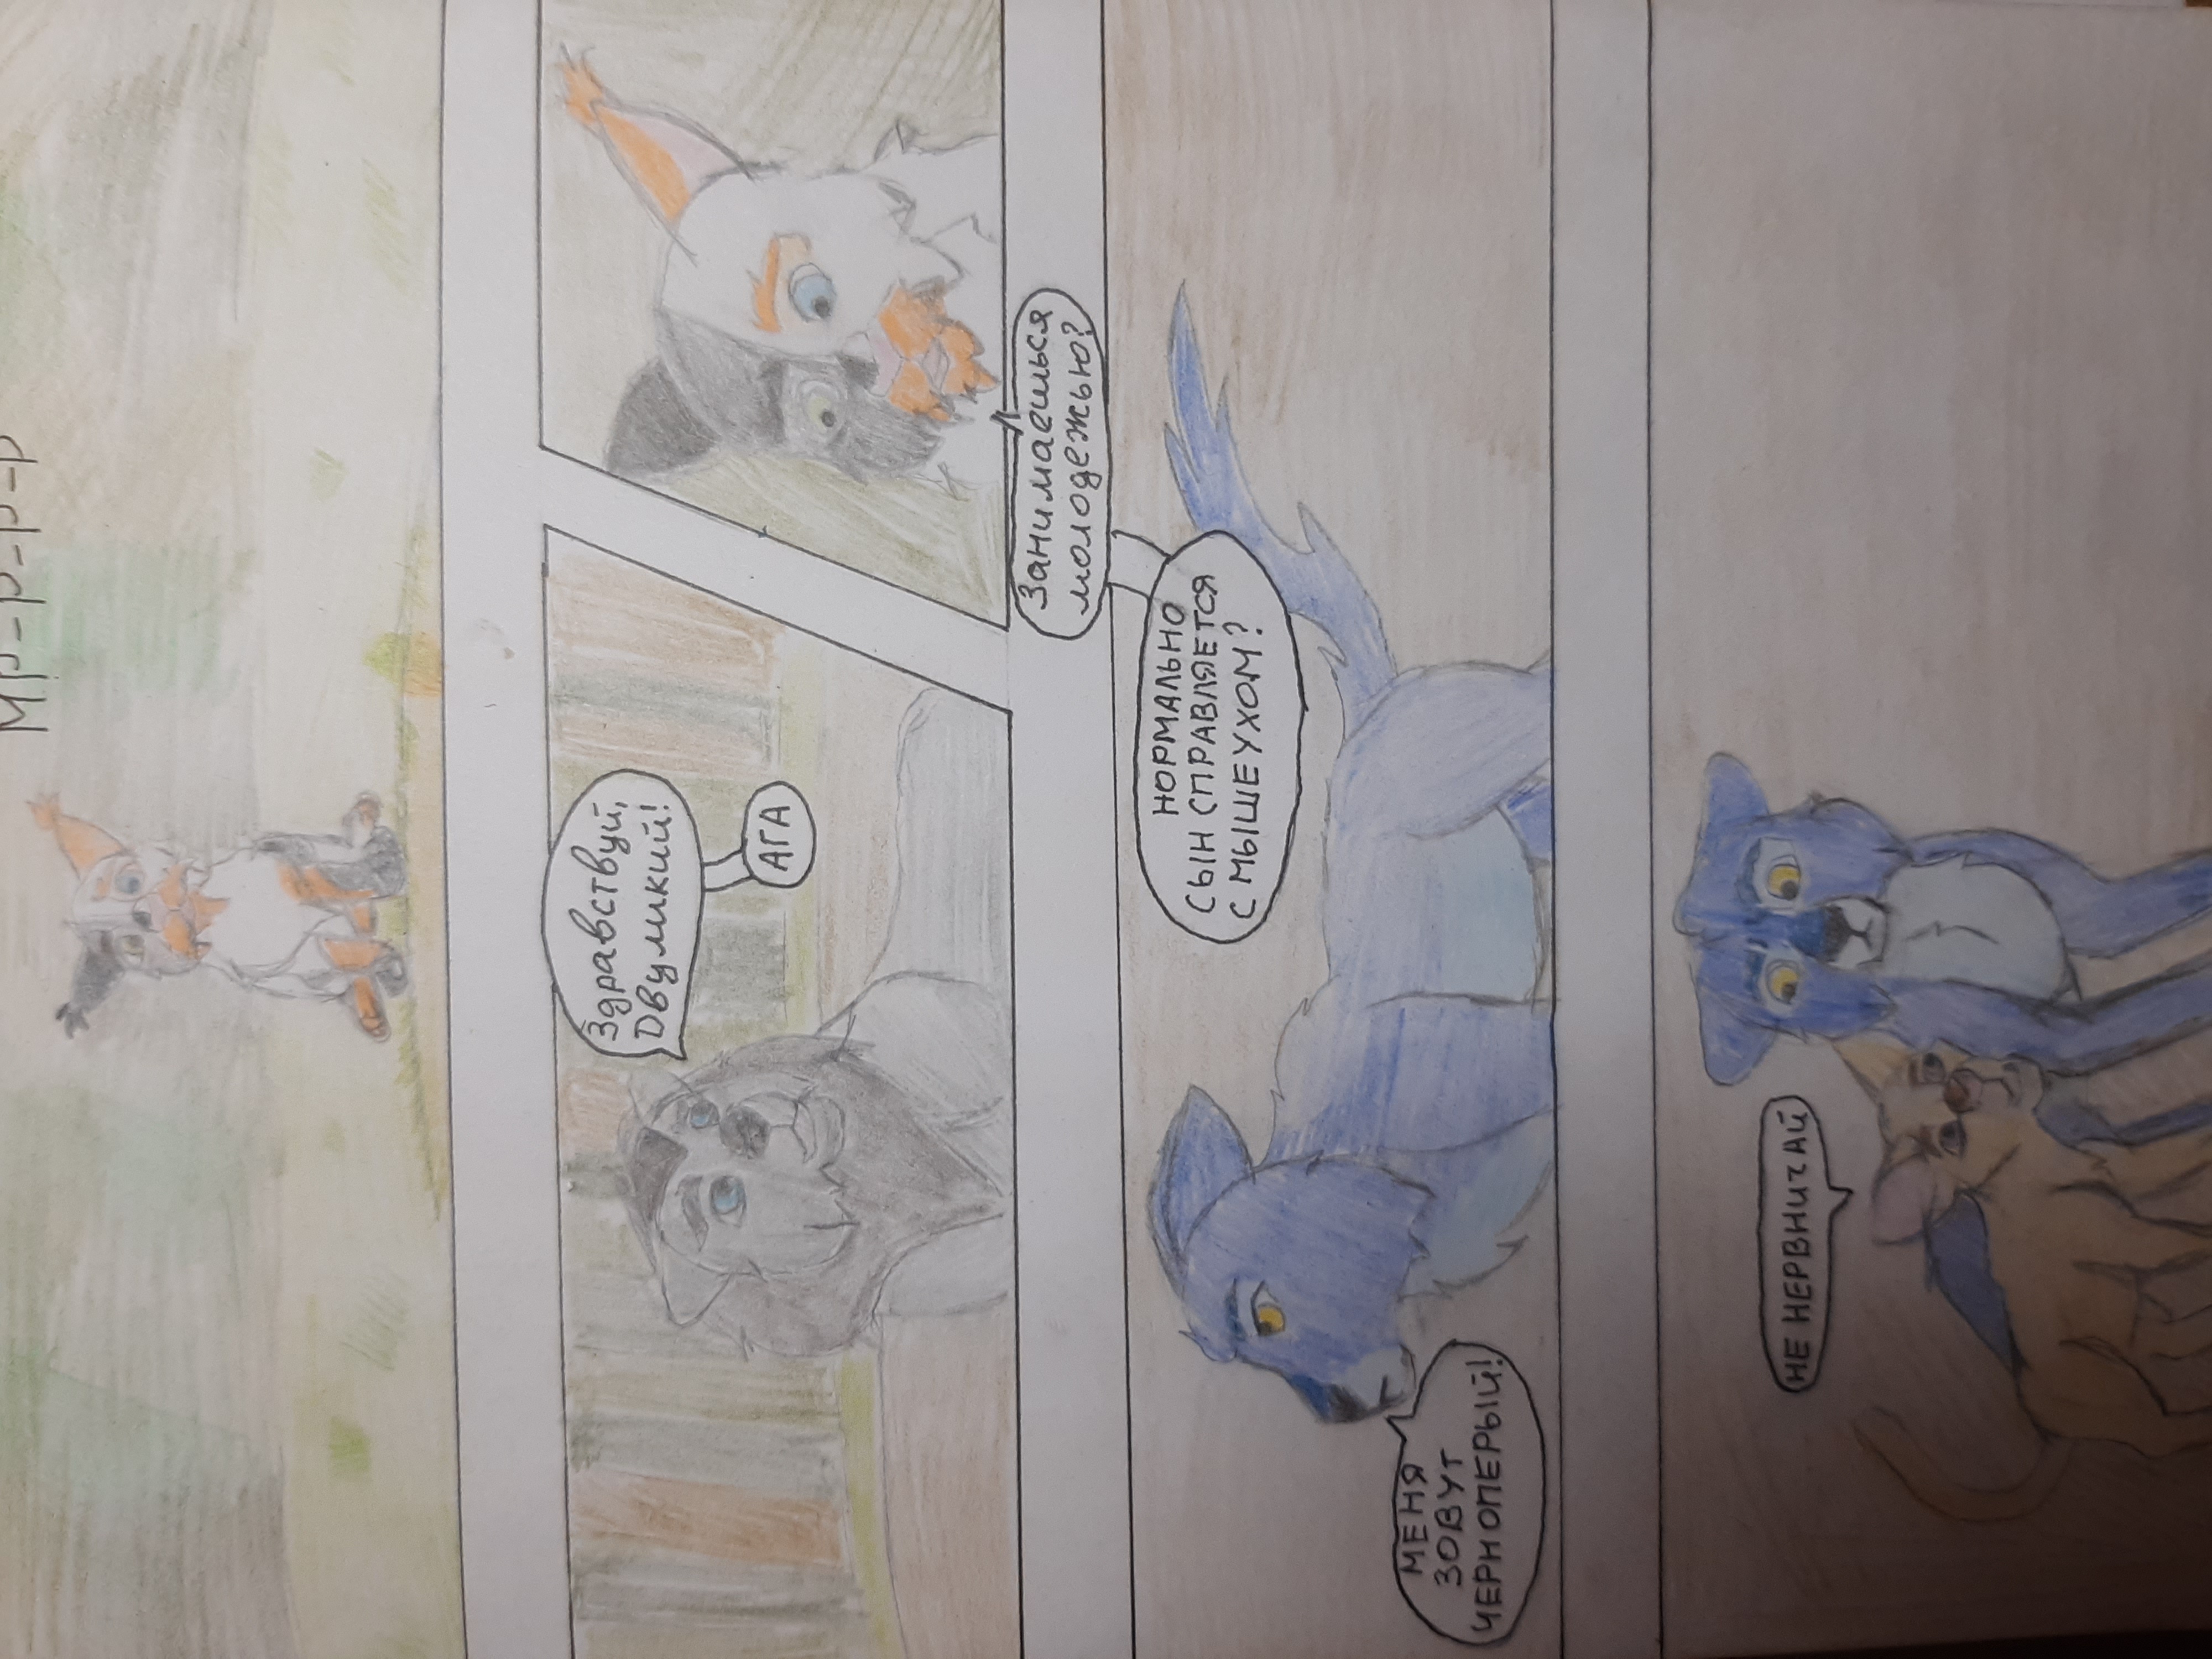 МР-Р-Р-Р
Здравствуй,
Двуликий!
АГА
Занимаешься
молодежью?
НОРМАЛЬНО
СЫН СПРАВЛЯЕТСЯ
С МЫШЕУХОМ?
МЕНЯ
ЗОВУТ
ЧЕРНОПЕРЫЙ!
НЕ НЕРВНИЧАЙ